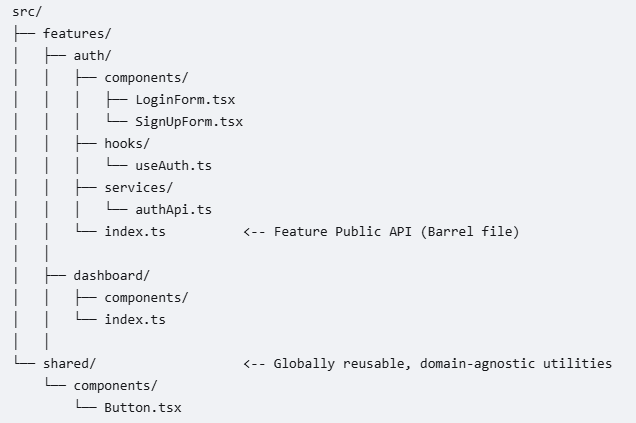 src/
├── features/
│   ├── auth/
│   │   ├── components/
│   │   │   ├── LoginForm.tsx
│   │   │   └── SignUpForm.tsx
│   │   ├── hooks/
│   │   │   └── useAuth.ts
│   │   ├── services/
│   │   │   └── authApi.ts
│   │   └── index.ts          <-- Feature Public API (Barrel file)
│   │
│   ├── dashboard/
│   │   ├── components/
│   │   └── index.ts
│   │
└── shared/                   <-- Globally reusable, domain-agnostic utilities
    └── components/
        └── Button.tsx